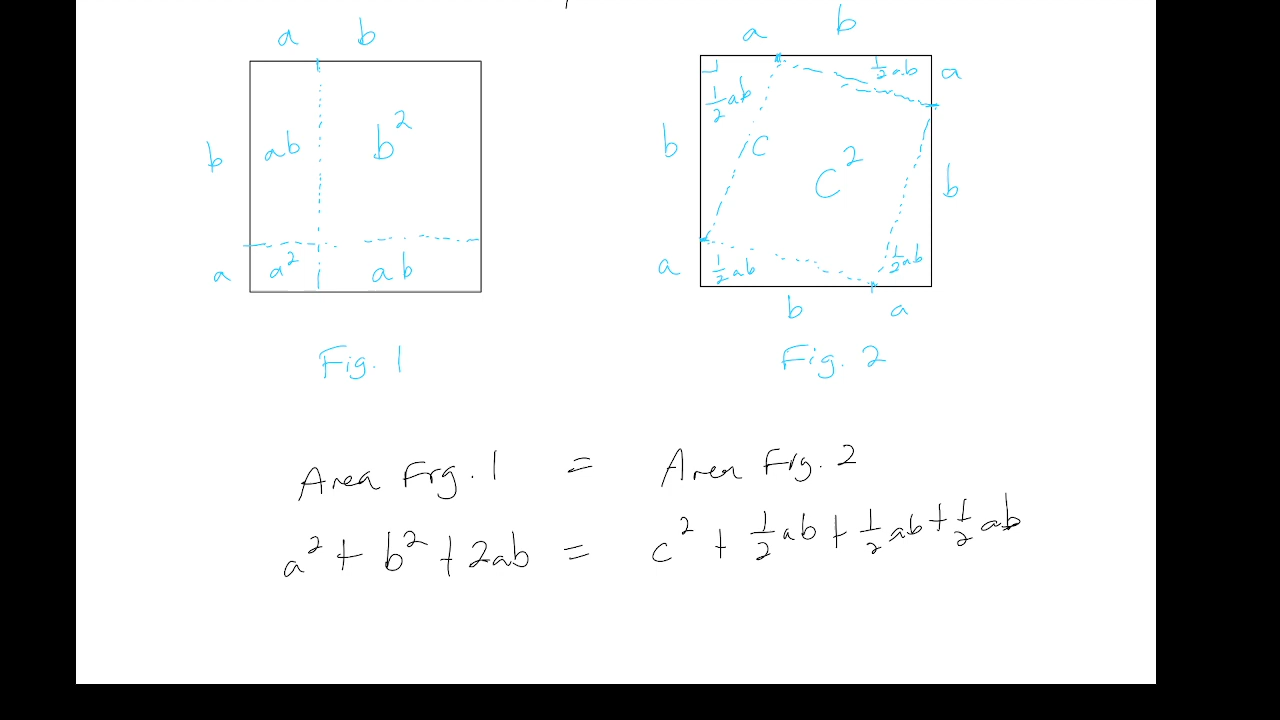 a b
b ab b²
a a² ab
Fig. 1
a b
½ab ½ab a
b c c² b
a ½ab ½ab
b a
Fig. 2
Area Fig. 1 = Area Fig. 2
a² + b² + 2ab = c² + ½ab + ½ab + ½ab